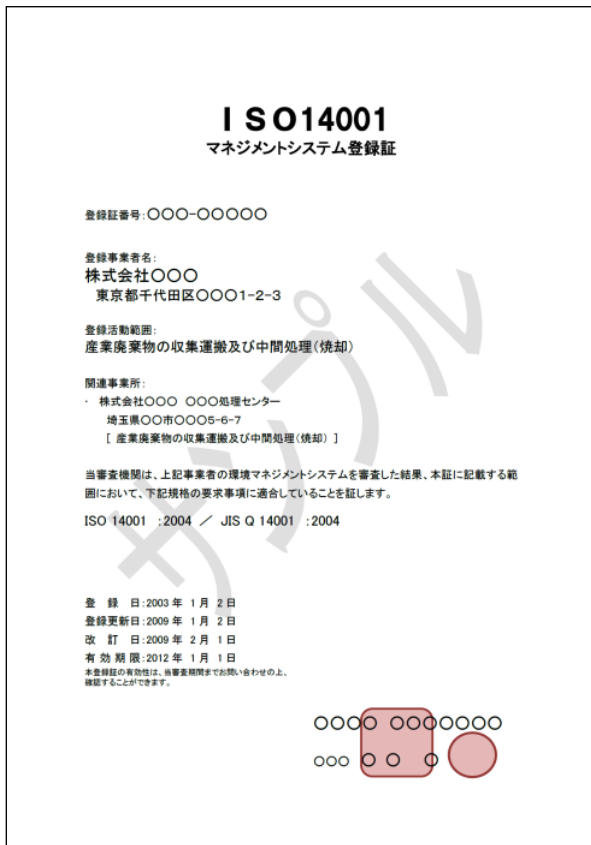 ISO14001
マネジメントシステム登録証
登録証番号:〇〇〇-〇〇〇〇〇
登録事業者名:
株式会社〇〇〇
東京都千代田区〇〇〇1-2-3
登録活動範囲:
産業廃棄物の収集運搬及び中間処理(焼却)
関連事業所:
・ 株式会社〇〇〇 〇〇〇処理センター
埼玉県〇〇市〇〇〇5-6-7
[ 産業廃棄物の収集運搬及び中間処理(焼却) ]
当審査機関は、上記事業者の環境マネジメントシステムを審査した結果、本証に記載する範
囲において、下記規格の要求事項に適合していることを証します。
ISO 14001 :2004 / JIS Q 14001 :2004
登 録 日:2003 年 1 月 2 日
登録更新日:2009 年 1 月 2 日
改 訂 日:2009 年 2 月 1 日
有 効 期 限:2012 年 1 月 1 日
本登録証の有効性は、当審査期間までお問い合わせの上、
確認することができます。
〇〇〇〇 〇〇〇〇〇〇〇
〇〇〇 〇 〇 〇
サンプル